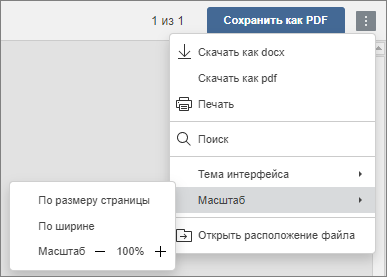 1 из 1
Сохранить как PDF
Скачать как docx
Скачать как pdf
Печать
Поиск
Тема интерфейса
Масштаб
Открыть расположение файла
По размеру страницы
По ширине
Масштаб — 100% +